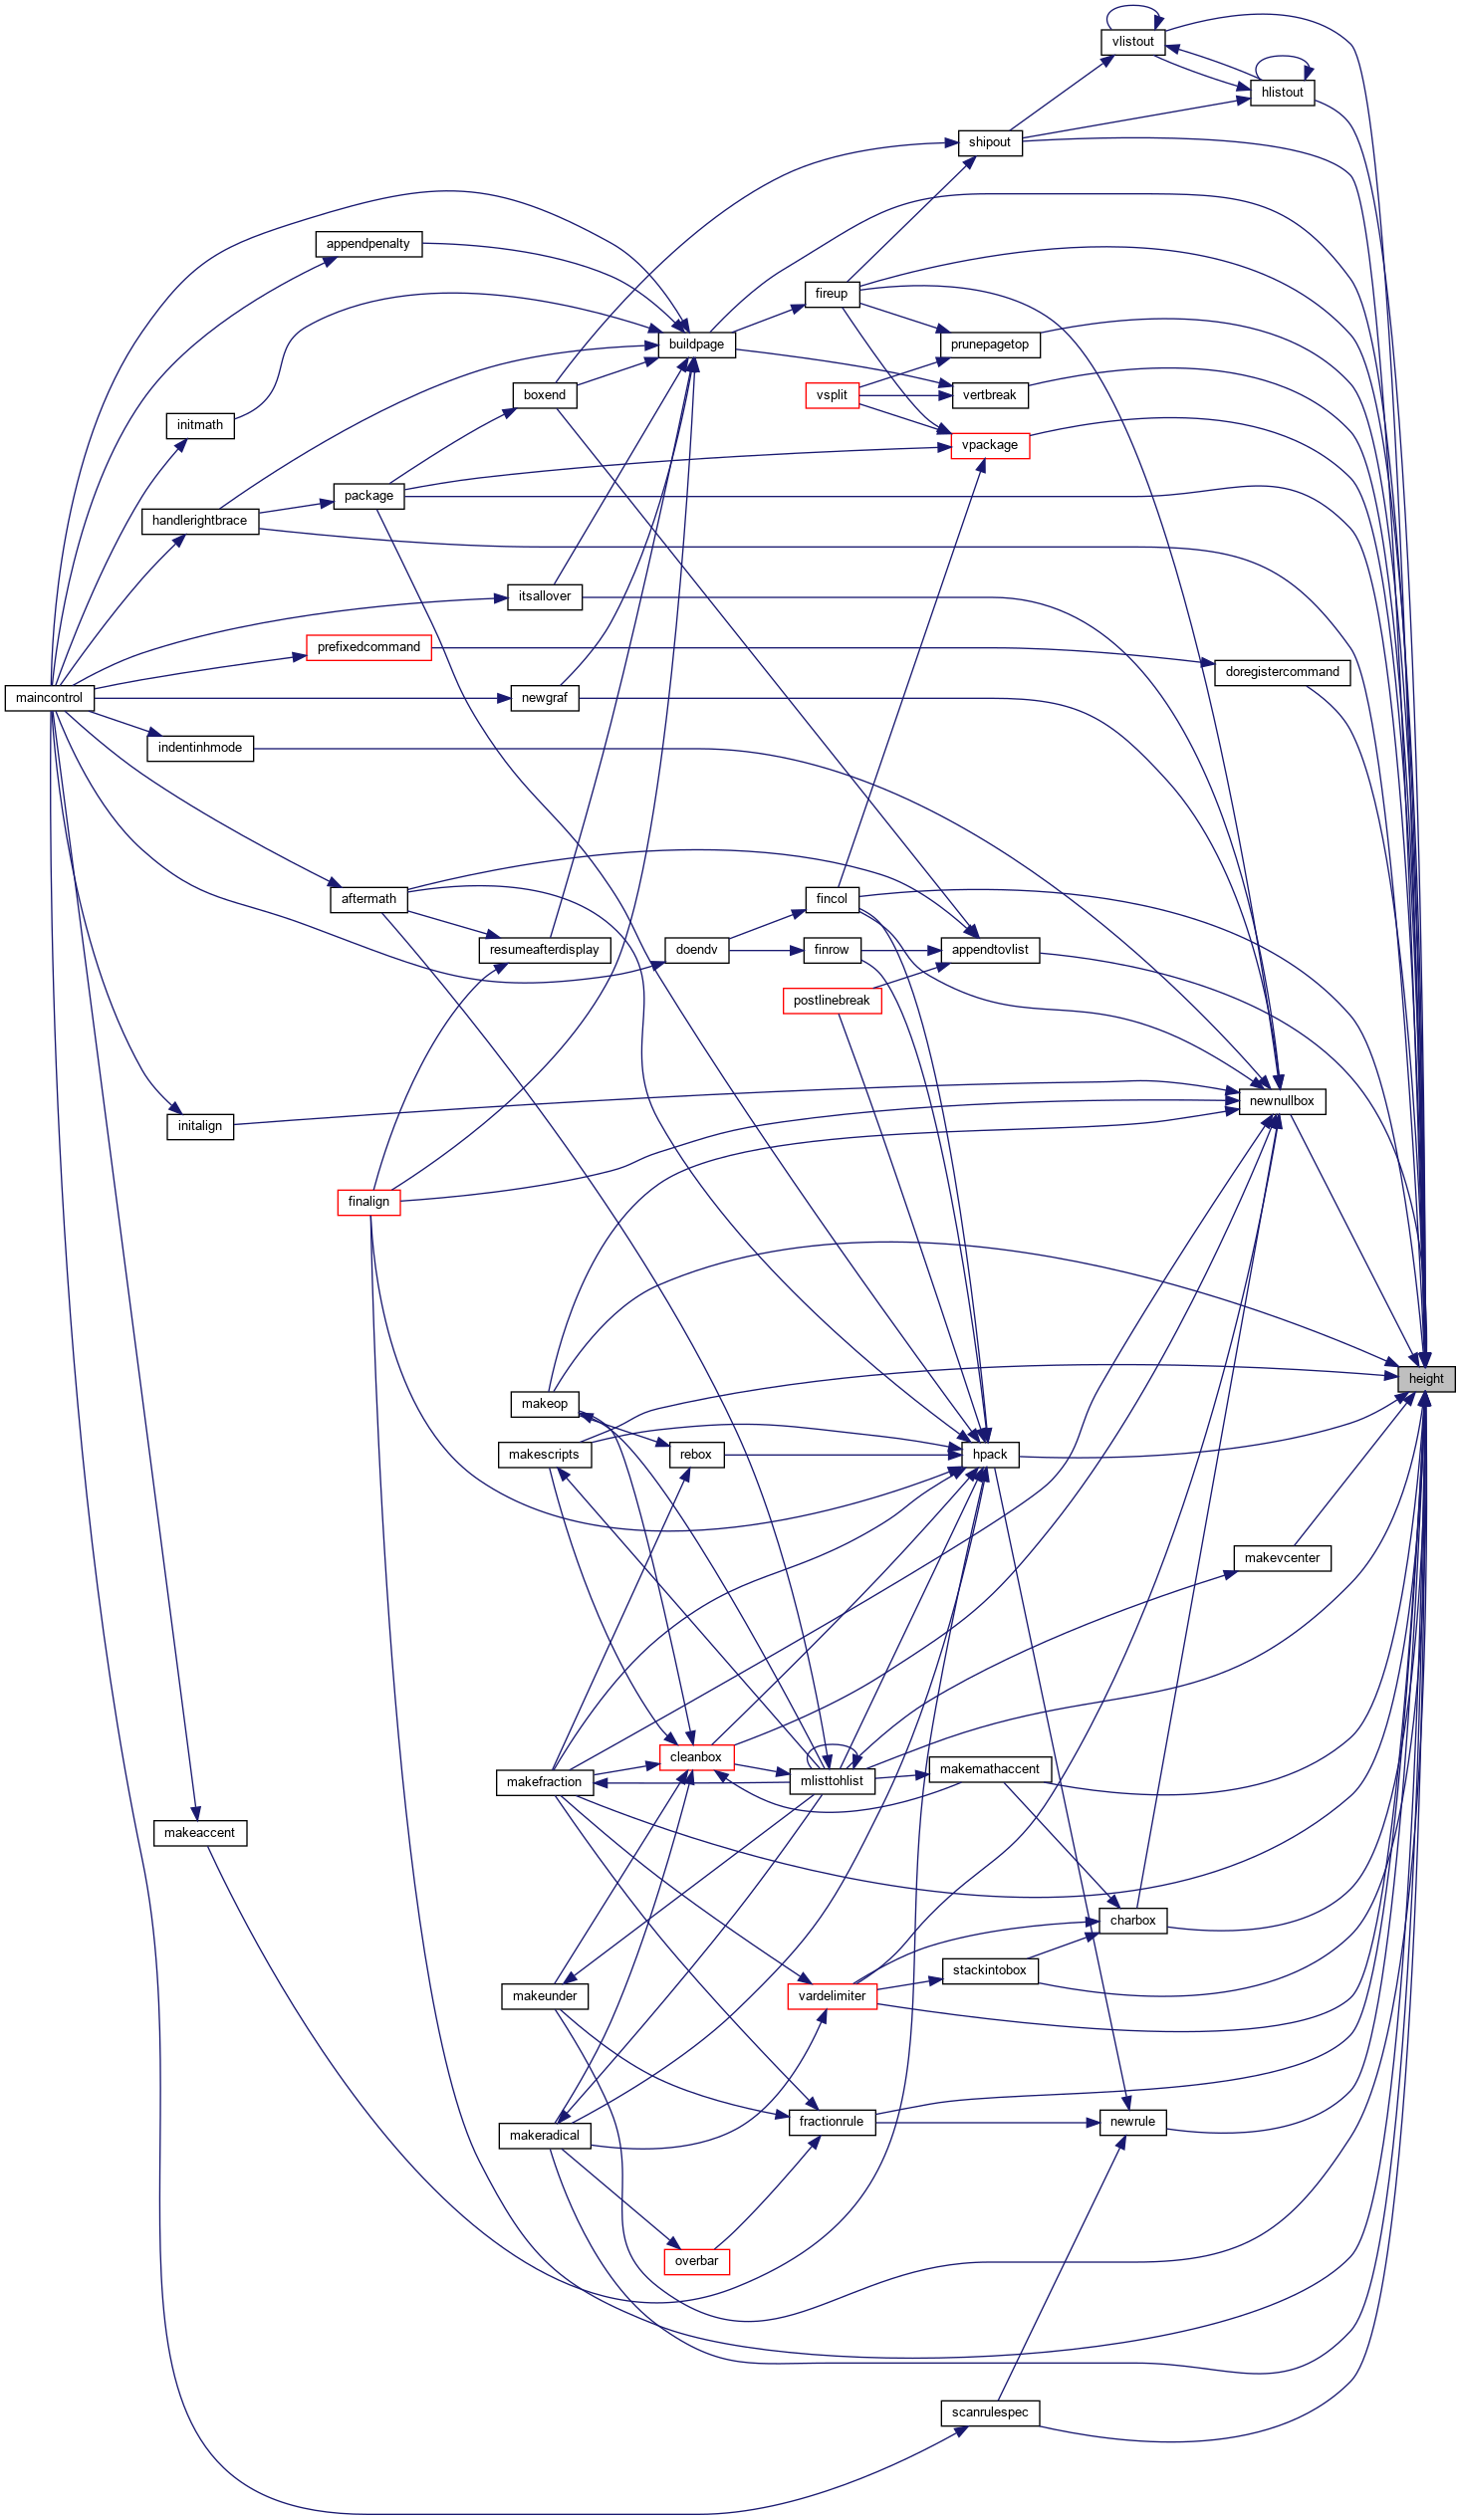 vlistout
hlistout
shipout
appendpenalty
fireup
buildpage
prunepagetop
boxend
vsplit
vertbreak
initmath
vpackage
package
handlerightbrace
itsallover
prefixedcommand
doregistercommand
maincontrol
newgraf
indentinhmode
aftermath
fincol
resumeafterdisplay
doendv
finrow
appendtovlist
postlinebreak
newnullbox
initalign
finalign
height
makeop
makescripts
rebox
hpack
makevcenter
cleanbox
makemathaccent
makefraction
mlisttohlist
makeaccent
charbox
stackintobox
makeunder
vardelimiter
fractionrule
newrule
makeradical
overbar
scanrulespec